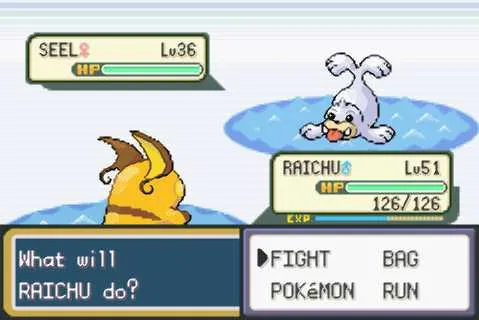 SEEL♀ Lv36
HP
RAICHU♂ Lv51
HP
126/126
EXP
What will
RAICHU do?
▶FIGHT BAG
POKéMON RUN